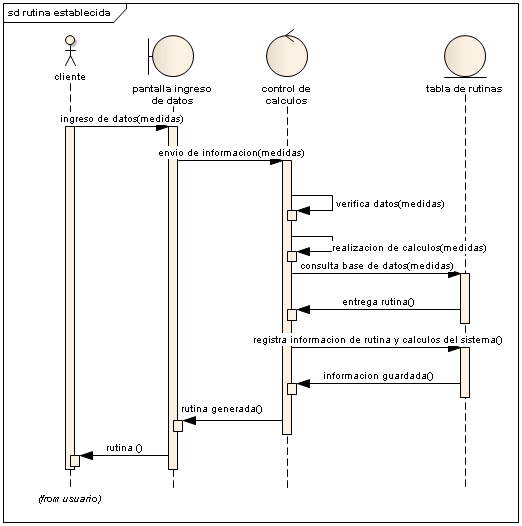 sd rutina establecida
cliente
pantalla ingreso
de datos
control de
calculos
tabla de rutinas
ingreso de datos(medidas)
envio de informacion(medidas)
verifica datos(medidas)
realizacion de calculos(medidas)
consulta base de datos(medidas)
entrega rutina()
registra informacion de rutina y calculos del sistema()
informacion guardada()
rutina generada()
rutina ()
(from usuario)